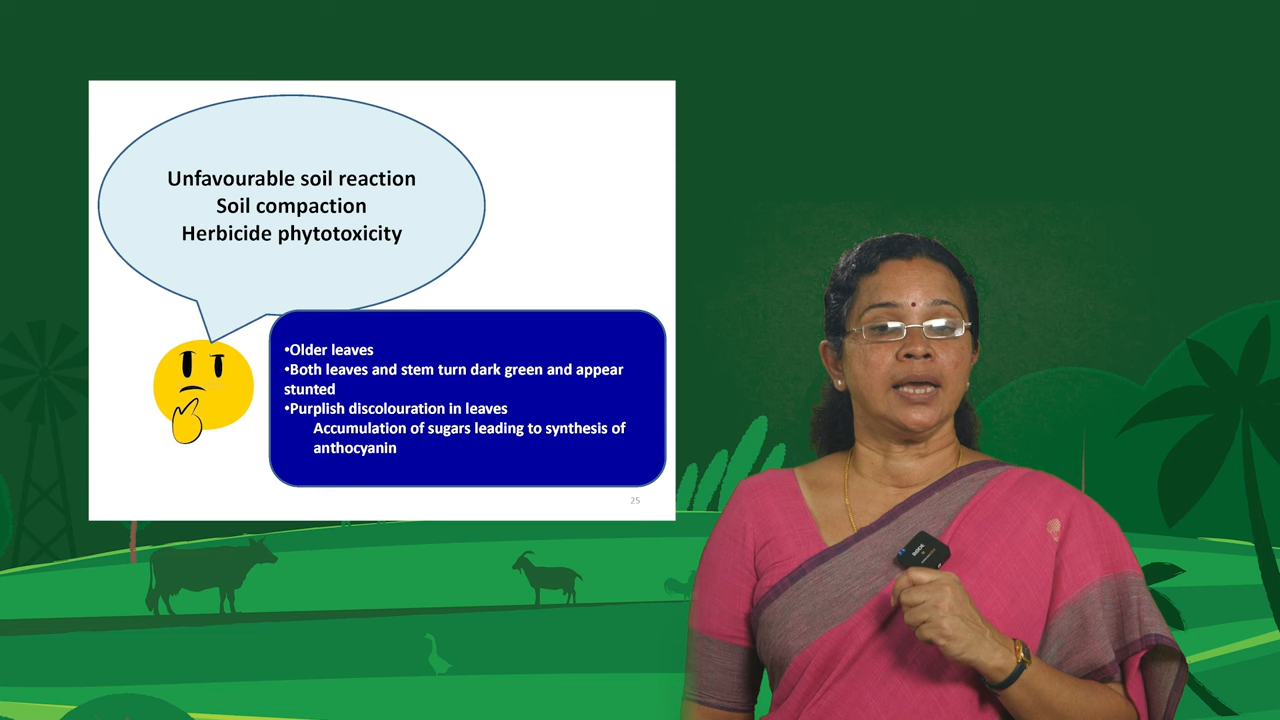 Unfavourable soil reaction
Soil compaction
Herbicide phytotoxicity
•Older leaves
•Both leaves and stem turn dark green and appear
stunted
•Purplish discolouration in leaves
Accumulation of sugars leading to synthesis of
anthocyanin
25
RODE